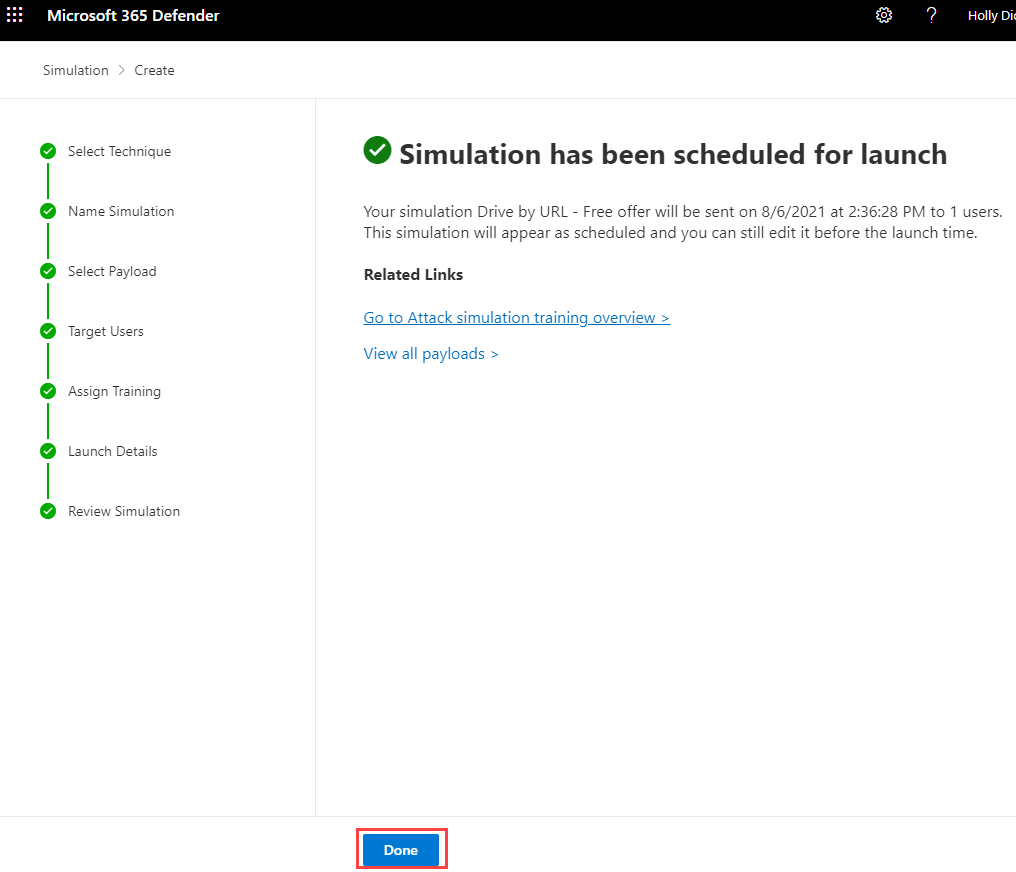 Microsoft 365 Defender
? Holly Di
Simulation > Create
Select Technique
Name Simulation
Select Payload
Target Users
Assign Training
Launch Details
Review Simulation
Simulation has been scheduled for launch
Your simulation Drive by URL - Free offer will be sent on 8/6/2021 at 2:36:28 PM to 1 users.
This simulation will appear as scheduled and you can still edit it before the launch time.
Related Links
Go to Attack simulation training overview >
View all payloads >
Done